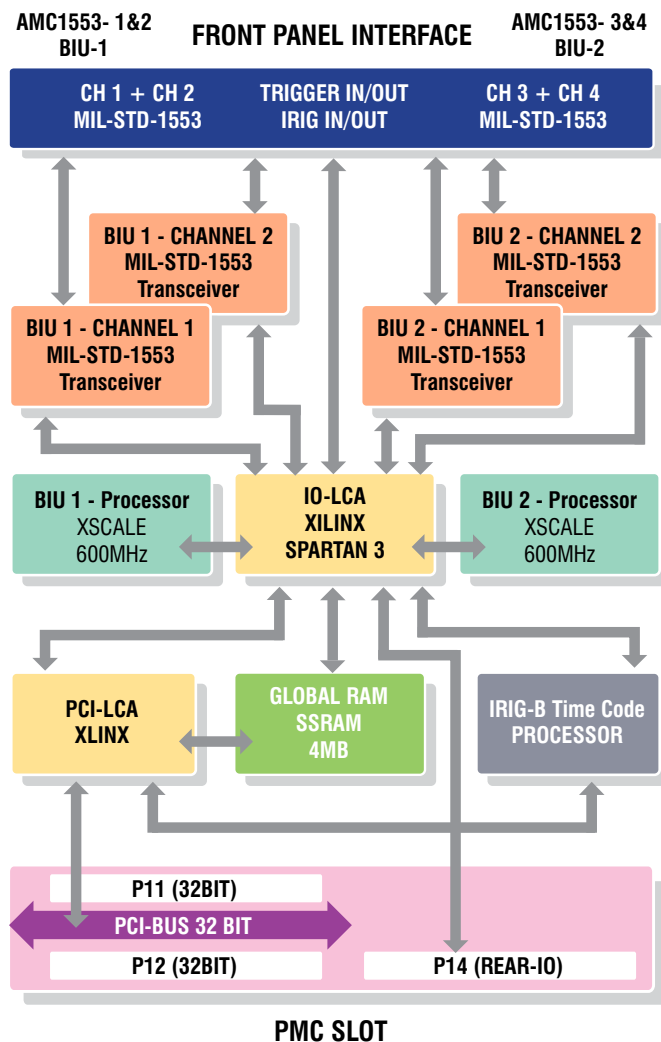 AMC1553- 1&2
BIU-1
FRONT PANEL INTERFACE
AMC1553- 3&4
BIU-2
CH 1 + CH 2
MIL-STD-1553
TRIGGER IN/OUT
IRIG IN/OUT
CH 3 + CH 4
MIL-STD-1553
BIU 1 - CHANNEL 2
MIL-STD-1553
Transceiver
BIU 2 - CHANNEL 2
MIL-STD-1553
Transceiver
BIU 1 - CHANNEL 1
MIL-STD-1553
Transceiver
BIU 2 - CHANNEL 1
MIL-STD-1553
Transceiver
BIU 1 - Processor
XSCALE
600MHz
IO-LCA
XILINX
SPARTAN 3
BIU 2 - Processor
XSCALE
600MHz
PCI-LCA
XLINX
GLOBAL RAM
SSRAM
4MB
IRIG-B Time Code
PROCESSOR
P11 (32BIT)
PCI-BUS 32 BIT
P12 (32BIT)
P14 (REAR-IO)
PMC SLOT